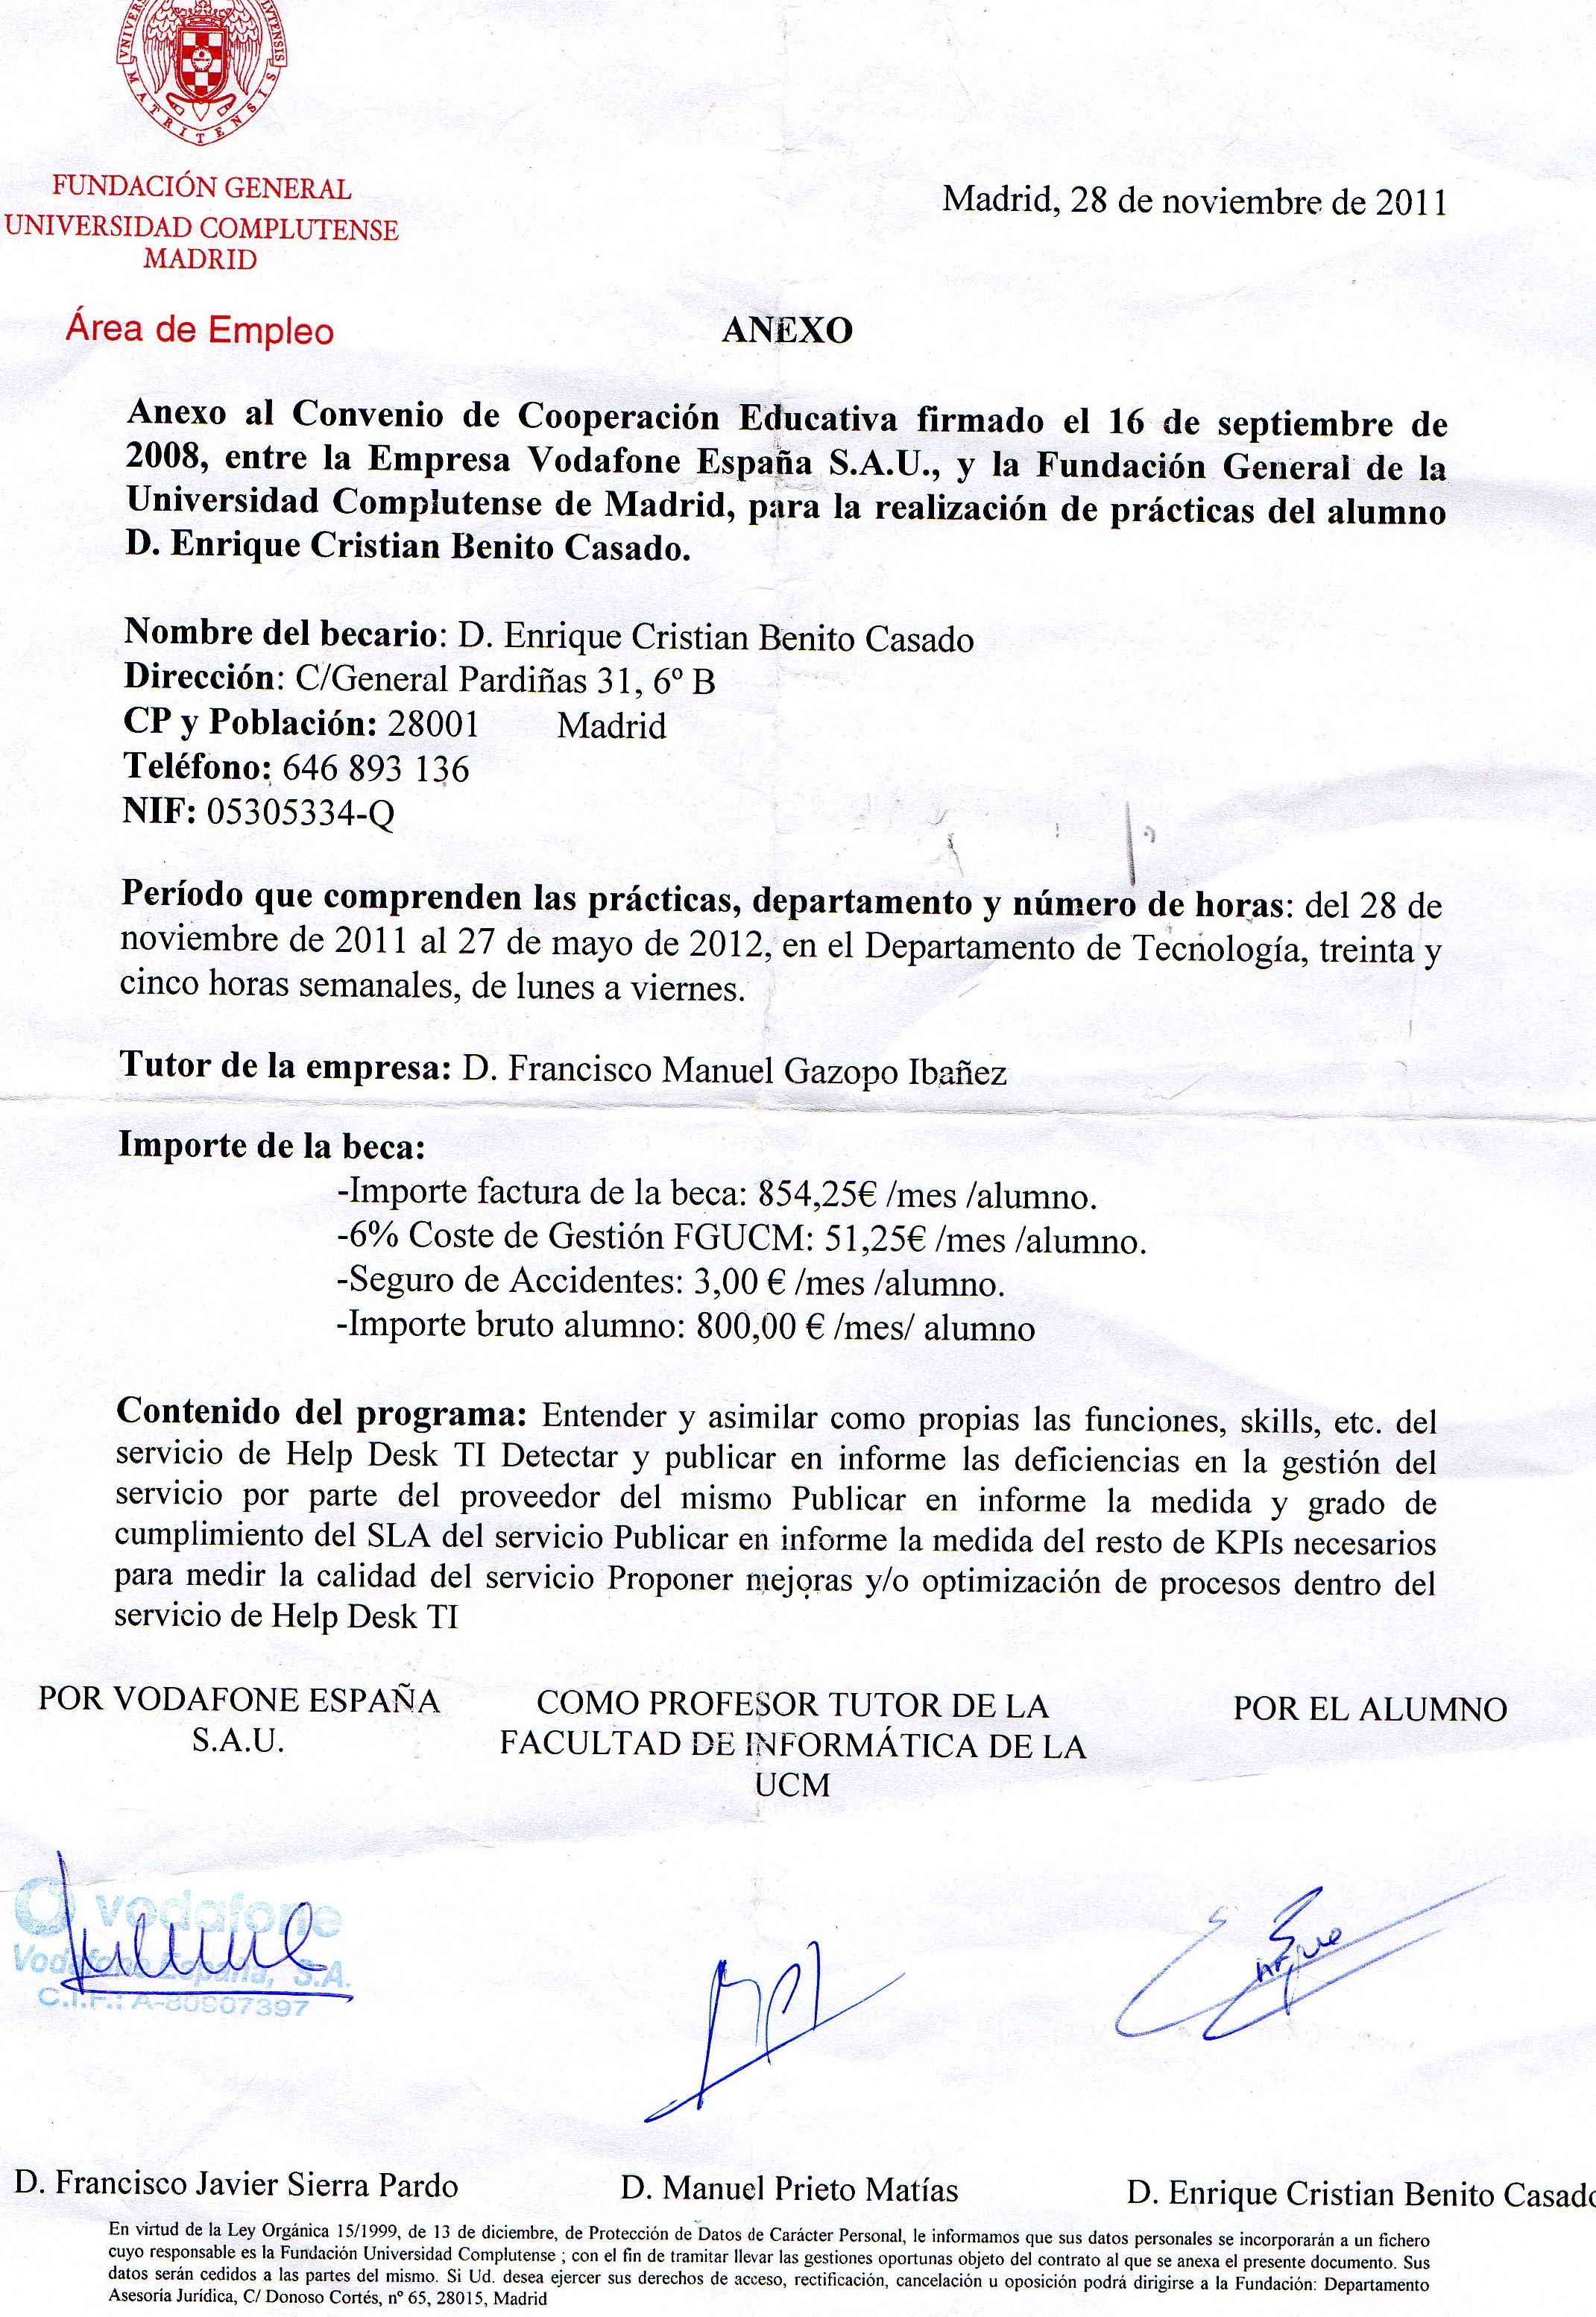 MATRITENSIS
FUNDACIÓN GENERAL
UNIVERSIDAD COMPLUTENSE
MADRID
Área de Empleo
Madrid, 28 de noviembre de 2011
ANEXO
Anexo al Convenio de Cooperación Educativa firmado el 16 de septiembre de
2008, entre la Empresa Vodafone España S.A.U., y la Fundación General de la
Universidad Complutense de Madrid, para la realización de prácticas del alumno
D. Enrique Cristian Benito Casado.
Nombre del becario: D. Enrique Cristian Benito Casado
Dirección: C/General Pardiñas 31, 6º B
CP y Población: 28001 Madrid
Teléfono: 646 893 136
NIF: 05305334-Q
Período que comprenden las prácticas, departamento y número de horas: del 28 de
noviembre de 2011 al 27 de mayo de 2012, en el Departamento de Tecnología, treinta y
cinco horas semanales, de lunes a viernes.
Tutor de la empresa: D. Francisco Manuel Gazopo Ibañez
Importe de la beca:
-Importe factura de la beca: 854,25€ /mes /alumno.
-6% Coste de Gestión FGUCM: 51,25€ /mes /alumno.
-Seguro de Accidentes: 3,00 € /mes /alumno.
-Importe bruto alumno: 800,00 € /mes/ alumno
Contenido del programa: Entender y asimilar como propias las funciones, skills, etc. del
servicio de Help Desk TI Detectar y publicar en informe las deficiencias en la gestión del
servicio por parte del proveedor del mismo Publicar en informe la medida y grado de
cumplimiento del SLA del servicio Publicar en informe la medida del resto de KPIs necesarios
para medir la calidad del servicio Proponer mejoras y/o optimización de procesos dentro del
servicio de Help Desk TI
POR VODAFONE ESPAÑA
S.A.U.
COMO PROFESOR TUTOR DE LA
FACULTAD DE INFORMÁTICA DE LA
UCM
POR EL ALUMNO
vodafone
Vodafone España, S.A.
C.I.F.: A-80907397
D. Francisco Javier Sierra Pardo
D. Manuel Prieto Matías
D. Enrique Cristian Benito Casado
En virtud de la Ley Orgánica 15/1999, de 13 de diciembre, de Protección de Datos de Carácter Personal, le informamos que sus datos personales se incorporarán a un fichero
cuyo responsable es la Fundación Universidad Complutense ; con el fin de tramitar llevar las gestiones oportunas objeto del contrato al que se anexa el presente documento. Sus
datos serán cedidos a las partes del mismo. Si Ud. desea ejercer sus derechos de acceso, rectificación, cancelación u oposición podrá dirigirse a la Fundación: Departamento
Asesoría Jurídica, C/ Donoso Cortés, nº 65, 28015, Madrid